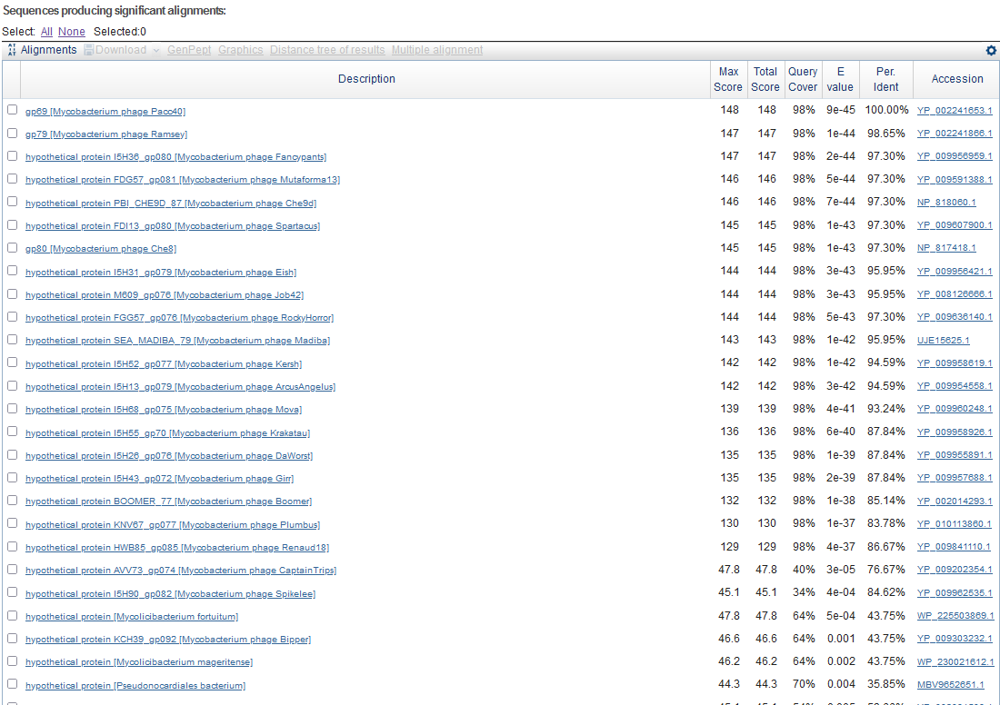 Sequences producing significant alignments:
Select: All None Selected:0
Alignments Download GenPept Graphics Distance tree of results Multiple alignment
Description Max Score Total Score Query Cover E value Per. Ident Accession
gp69 [Mycobacterium phage Paco40] 148 148 98% 9e-45 100.00% YP_002241653.1
gp79 [Mycobacterium phage Ramsey] 147 147 98% 1e-44 98.65% YP_002241866.1
hypothetical protein I5H36_gp080 [Mycobacterium phage Fancypants] 147 147 98% 2e-44 97.30% YP_009956959.1
hypothetical protein FDG57_gp081 [Mycobacterium phage Mutaforma13] 146 146 98% 5e-44 97.30% YP_009591388.1
hypothetical protein PBI_CHE9D_87 [Mycobacterium phage Che9d] 146 146 98% 7e-44 97.30% NP_818060.1
hypothetical protein FDI13_gp080 [Mycobacterium phage Spartacus] 145 145 98% 1e-43 97.30% YP_009607900.1
gp80 [Mycobacterium phage Che8] 145 145 98% 1e-43 97.30% NP_817418.1
hypothetical protein I5H31_gp079 [Mycobacterium phage Eish] 144 144 98% 3e-43 95.95% YP_009956421.1
hypothetical protein M609_gp076 [Mycobacterium phage Job42] 144 144 98% 3e-43 95.95% YP_008126666.1
hypothetical protein FGG57_gp076 [Mycobacterium phage RockyHorror] 144 144 98% 5e-43 97.30% YP_009636140.1
hypothetical protein SEA_MADIBA_79 [Mycobacterium phage Madiba] 143 143 98% 1e-42 95.95% UJE15625.1
hypothetical protein I5H52_gp077 [Mycobacterium phage Kersh] 142 142 98% 1e-42 94.59% YP_009958619.1
hypothetical protein I5H13_gp079 [Mycobacterium phage ArcusAngelus] 142 142 98% 3e-42 94.59% YP_009954558.1
hypothetical protein I5H68_gp075 [Mycobacterium phage Mova] 139 139 98% 4e-41 93.24% YP_009960248.1
hypothetical protein I5H55_gp70 [Mycobacterium phage Krakatau] 136 136 98% 6e-40 87.84% YP_009958926.1
hypothetical protein I5H26_gp076 [Mycobacterium phage DaWorst] 135 135 98% 1e-39 87.84% YP_009955891.1
hypothetical protein I5H43_gp072 [Mycobacterium phage Girr] 135 135 98% 2e-39 87.84% YP_009957688.1
hypothetical protein BOOMER_77 [Mycobacterium phage Boomer] 132 132 98% 1e-38 85.14% YP_002014293.1
hypothetical protein KNV67_gp077 [Mycobacterium phage Plumbus] 130 130 98% 1e-37 83.78% YP_010113860.1
hypothetical protein HWB85_gp085 [Mycobacterium phage Renaud18] 129 129 98% 4e-37 86.67% YP_009841110.1
hypothetical protein AVV73_gp074 [Mycobacterium phage CaptainTrips] 47.8 47.8 40% 3e-05 76.67% YP_009202354.1
hypothetical protein I5H90_gp082 [Mycobacterium phage Spikelee] 45.1 45.1 34% 4e-04 84.62% YP_009962535.1
hypothetical protein [Mycolicibacterium fortuitum] 47.8 47.8 64% 5e-04 43.75% WP_225503869.1
hypothetical protein KCH39_gp092 [Mycobacterium phage Bipper] 46.6 46.6 64% 0.001 43.75% YP_009303232.1
hypothetical protein [Mycolicibacterium mageritense] 46.2 46.2 64% 0.002 43.75% WP_230021612.1
hypothetical protein [Pseudonocardiales bacterium] 44.3 44.3 70% 0.004 35.85% MBV9652651.1